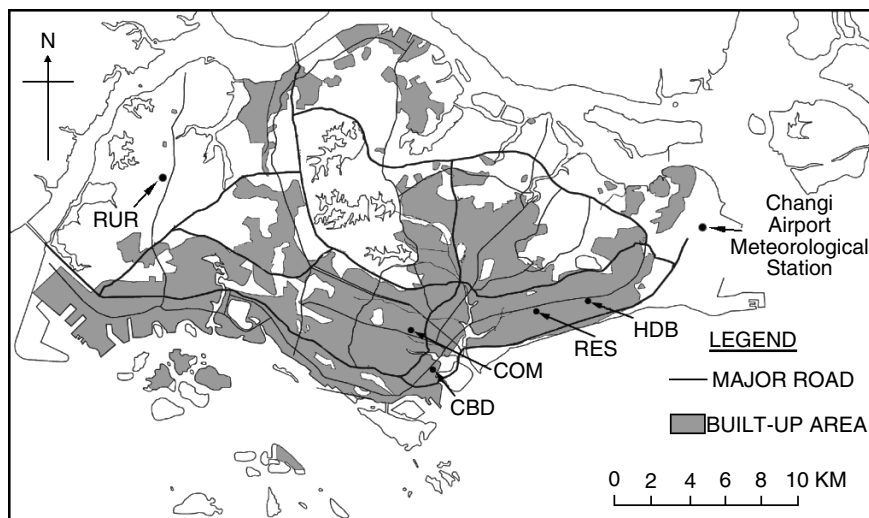 N
RUR
Changi
Airport
Meteorological
Station
HDB
RES
COM
CBD
LEGEND
MAJOR ROAD
BUILT-UP AREA
0 2 4 6 8 10 KM